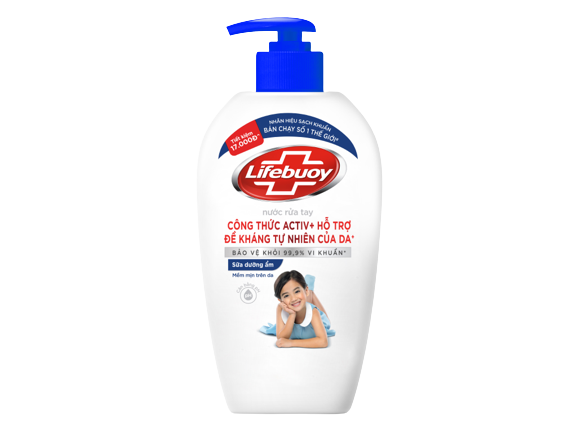 Tiết kiệm
17.000Đ*
NHÃN HIỆU SẠCH KHUẨN
BÁN CHẠY SỐ 1 THẾ GIỚI*
Lifebuoy
nước rửa tay
CÔNG THỨC ACTIV+ HỖ TRỢ
ĐỀ KHÁNG TỰ NHIÊN CỦA DA*
BẢO VỆ KHỎI 99,9% VI KHUẨN*
Sữa dưỡng ẩm
Mềm mịn trên da